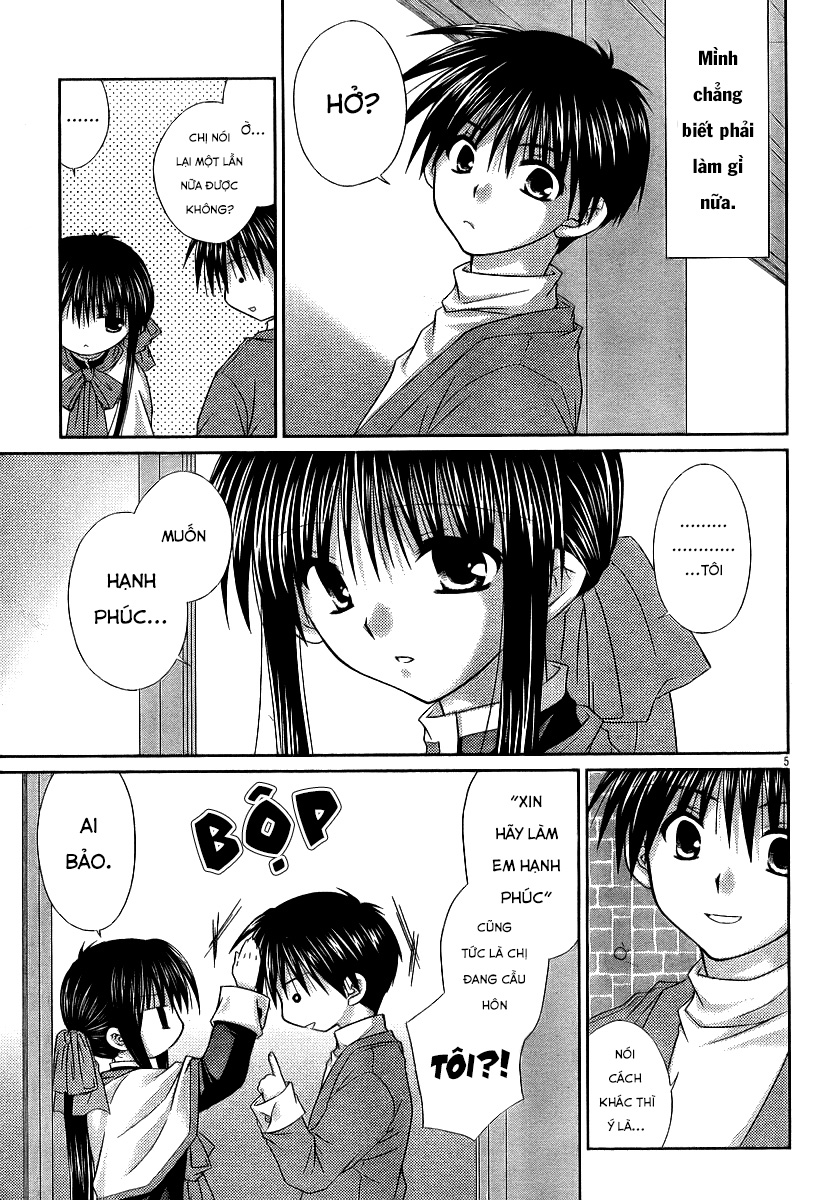 Mình
chẳng
biết phải
làm gì
nữa.
HỞ?
Ờ...
CHỊ NÓI
LẠI MỘT LẦN
NỮA ĐƯỢC
KHÔNG?
.......
.........
............
...TÔI
MUỐN
HẠNH
PHÚC...
5
NÓI
CÁCH
KHÁC THÌ
Ý LÀ...
"XIN
HÃY LÀM
EM HẠNH
PHÚC"
CŨNG
TỨC LÀ CHỊ
ĐANG CẦU
HÔN
TÔI?!
BỘP
AI
BẢO.